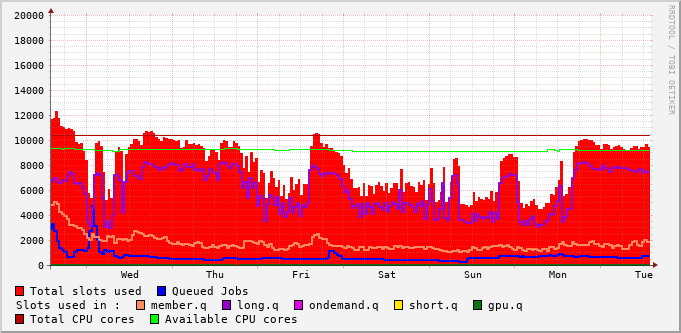 20000
18000
16000
14000
12000
10000
8000
6000
4000
2000
0
Wed Thu Fri Sat Sun Mon Tue
Total slots used Queued Jobs
Slots used in : member.q long.q ondemand.q short.q gpu.q
Total CPU cores Available CPU cores
RRDTOOL / TOBI OETIKER